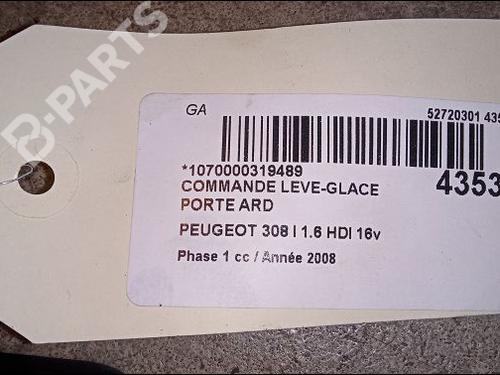 B-PARTS
GA
52720301 435
*1070000319489
COMMANDE LEVE-GLACE
4353
PORTE ARD
PEUGEOT 308 I 1.6 HDI 16v
Phase 1 cc / Année 2008